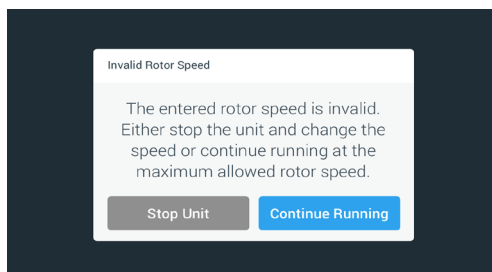 Invalid Rotor Speed
The entered rotor speed is invalid.
Either stop the unit and change the
speed or continue running at the
maximum allowed rotor speed.
Stop Unit
Continue Running